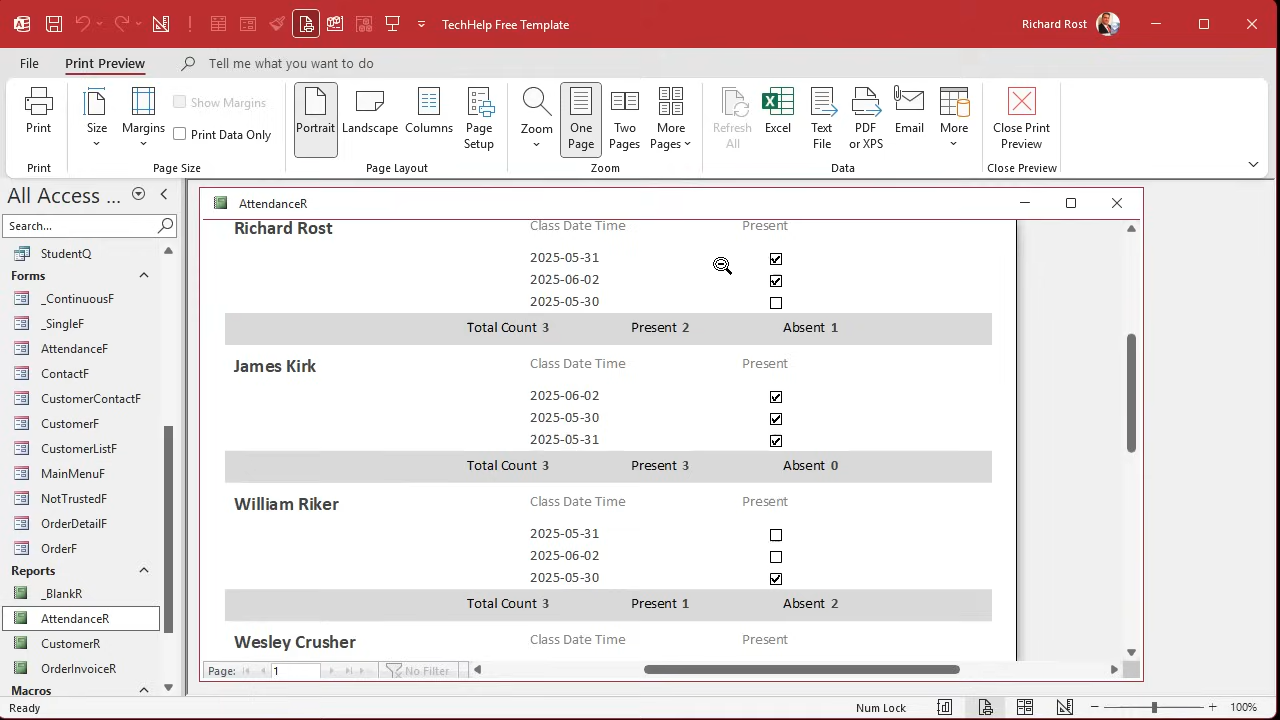 TechHelp Free Template
Richard Rost
File
Print Preview
Tell me what you want to do
Print
Size
Margins
Show Margins
Print Data Only
Portrait
Landscape
Columns
Page Setup
Zoom
One Page
Two Pages
More Pages
Refresh All
Excel
Text File
PDF or XPS
Email
More
Close Print Preview
Print
Page Size
Page Layout
Zoom
Data
Close Preview
All Access ...
Search...
StudentQ
Forms
_ContinuousF
_SingleF
AttendanceF
ContactF
CustomerContactF
CustomerF
CustomerListF
MainMenuF
NotTrustedF
OrderDetailF
OrderF
Reports
_BlankR
AttendanceR
CustomerR
OrderInvoiceR
Macros
AttendanceR
Richard Rost Class Date Time Present
2025-05-31
2025-06-02
2025-05-30
Total Count 3 Present 2 Absent 1
James Kirk Class Date Time Present
2025-06-02
2025-05-30
2025-05-31
Total Count 3 Present 3 Absent 0
William Riker Class Date Time Present
2025-05-31
2025-06-02
2025-05-30
Total Count 3 Present 1 Absent 2
Wesley Crusher Class Date Time Present
Page: 1 No Filter
Ready
Num Lock
100%